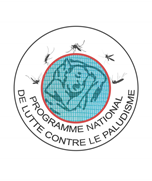 PROGRAMME NATIONAL
DE LUTTE CONTRE LE PALUDISME